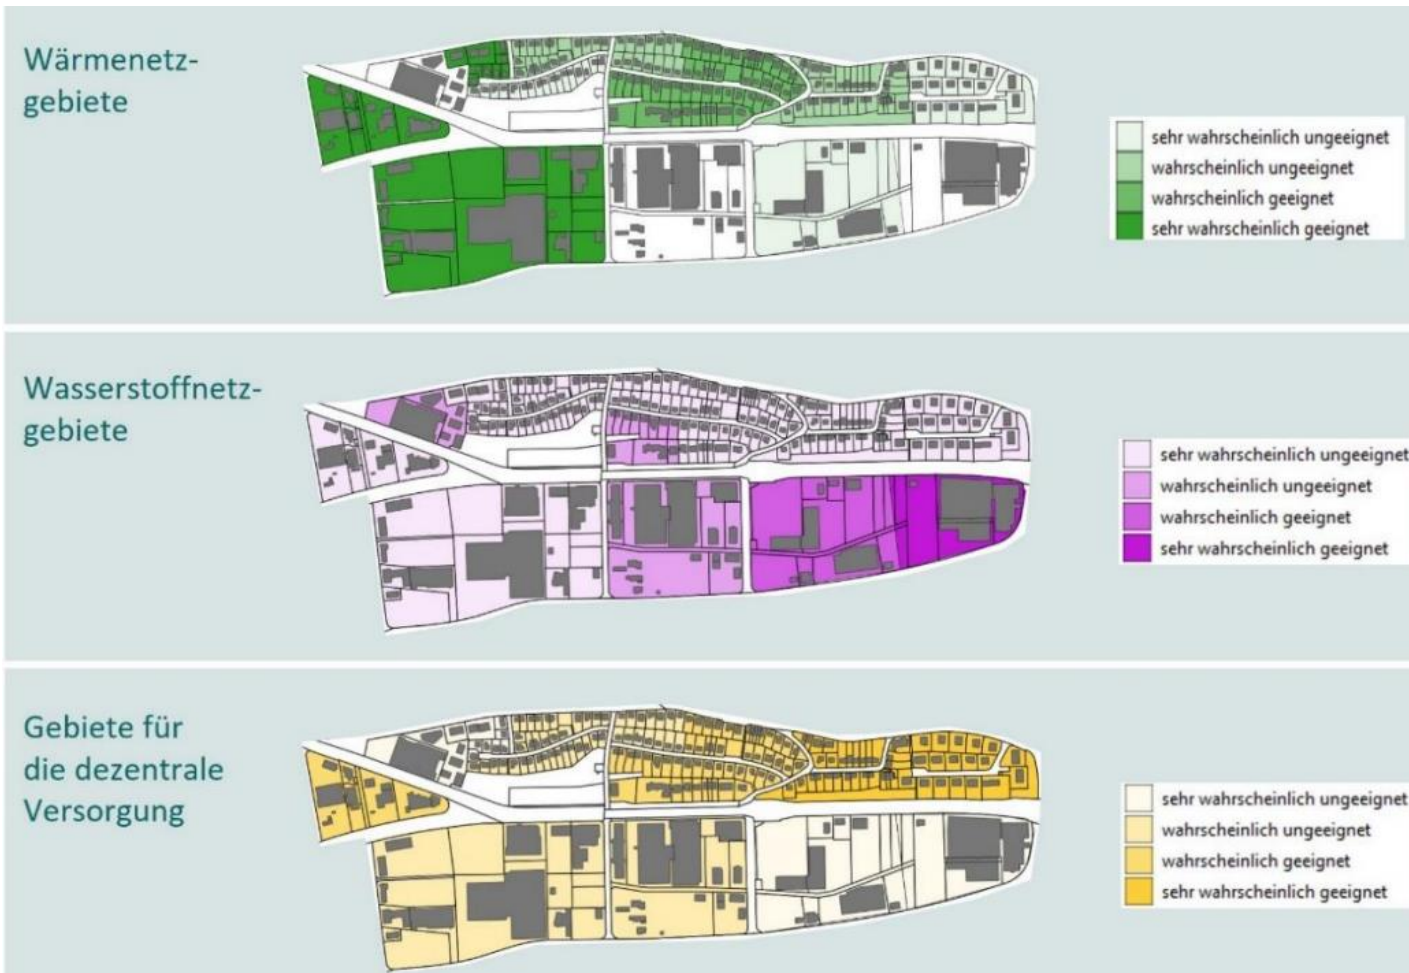 Wärmenetz-
gebiete
sehr wahrscheinlich ungeeignet
wahrscheinlich ungeeignet
wahrscheinlich geeignet
sehr wahrscheinlich geeignet
Wasserstoffnetz-
gebiete
sehr wahrscheinlich ungeeignet
wahrscheinlich ungeeignet
wahrscheinlich geeignet
sehr wahrscheinlich geeignet
Gebiete für
die dezentrale
Versorgung
sehr wahrscheinlich ungeeignet
wahrscheinlich ungeeignet
wahrscheinlich geeignet
sehr wahrscheinlich geeignet